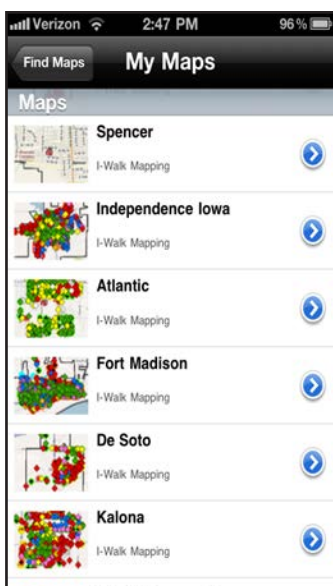 Verizon 2:47 PM 96%
Find Maps My Maps
Maps
Spencer
I-Walk Mapping
Independence Iowa
I-Walk Mapping
Atlantic
I-Walk Mapping
Fort Madison
I-Walk Mapping
De Soto
I-Walk Mapping
Kalona
I-Walk Mapping